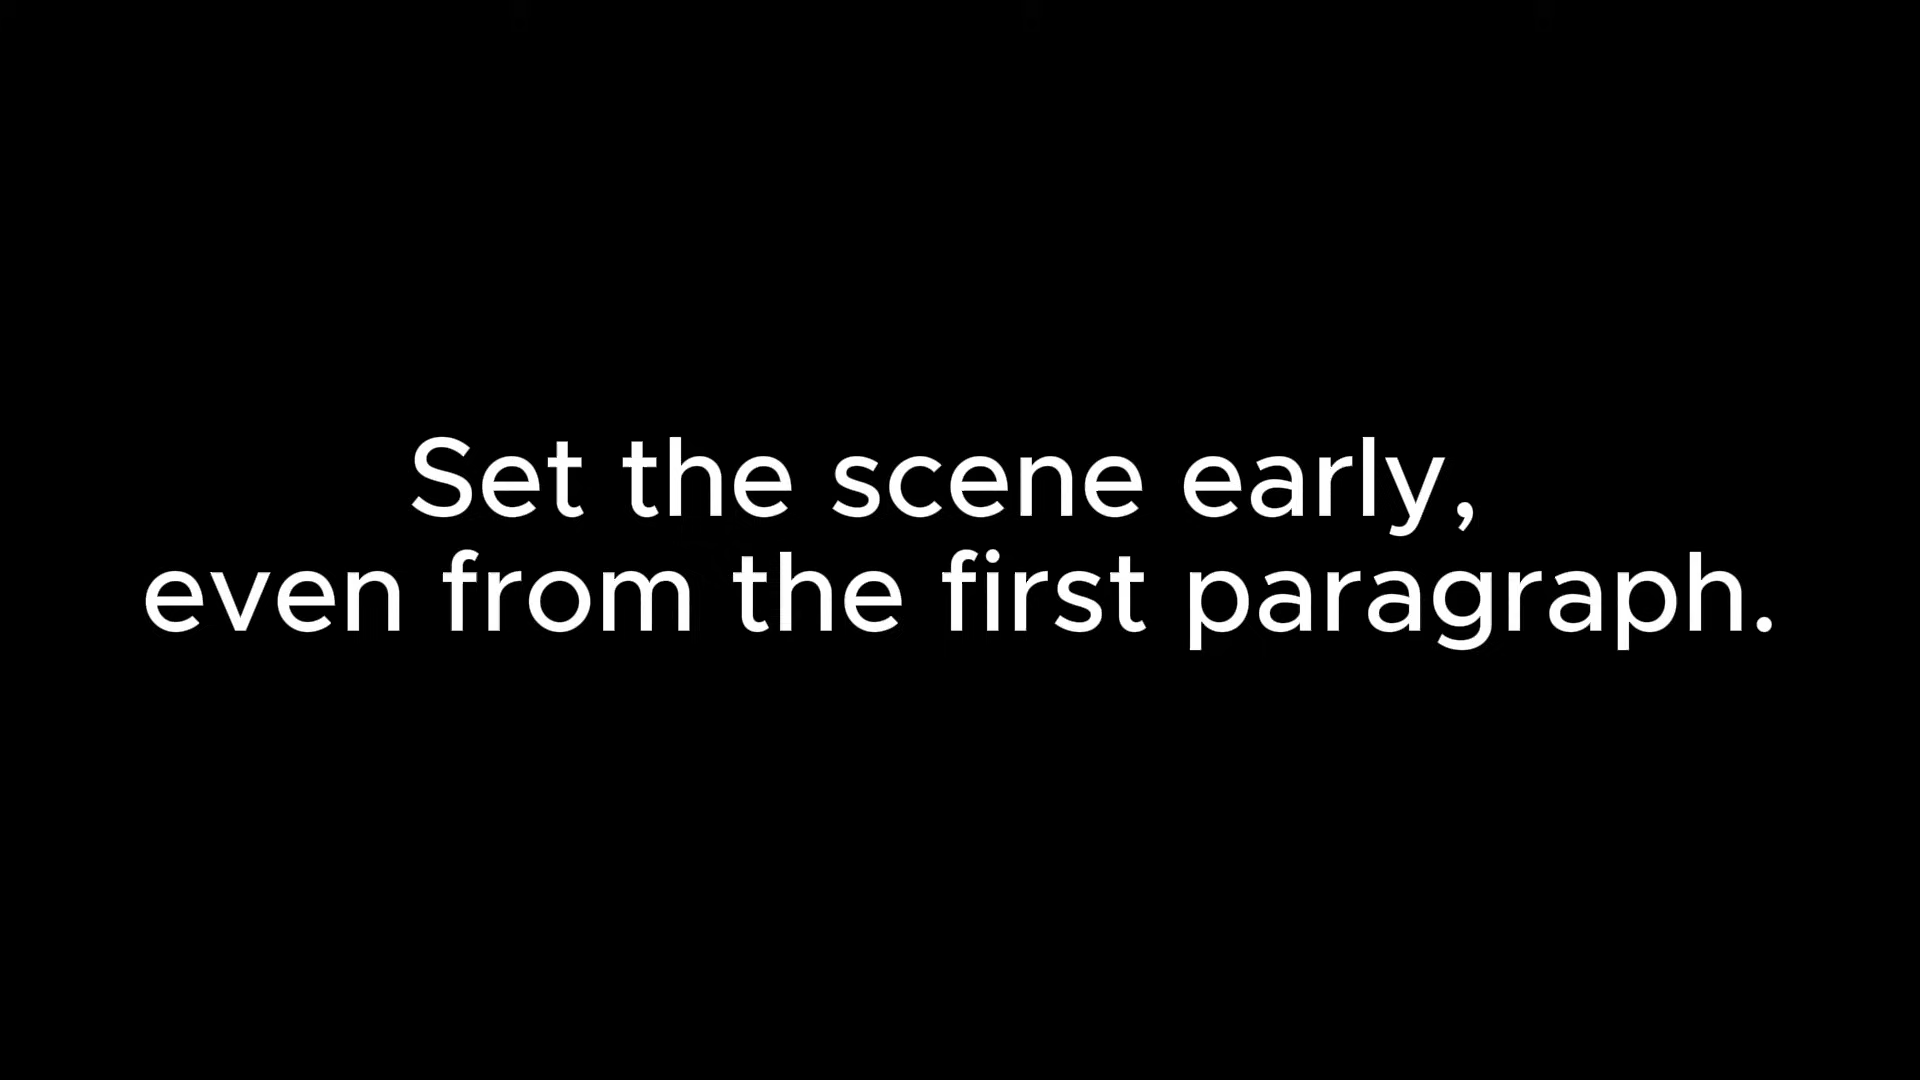 Set the scene early,
even from the first paragraph.